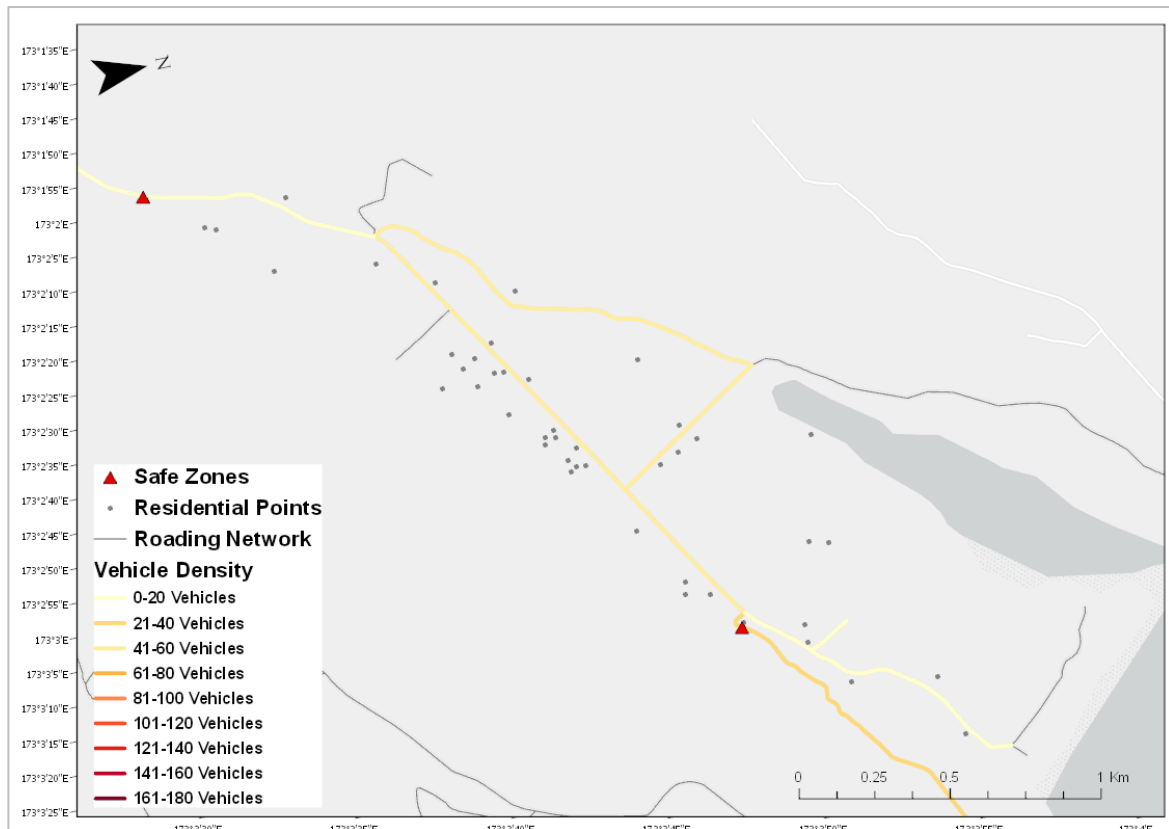 173°1'35"E
173°1'40"E
173°1'45"E
173°1'50"E
173°1'55"E
173°2'E
173°2'5"E
173°2'10"E
173°2'15"E
173°2'20"E
173°2'25"E
173°2'30"E
173°2'35"E
173°2'40"E
173°2'45"E
173°2'50"E
173°2'55"E
173°3'E
173°3'5"E
173°3'10"E
173°3'15"E
173°3'20"E
173°3'25"E
N
Safe Zones
Residential Points
Roading Network
Vehicle Density
0-20 Vehicles
21-40 Vehicles
41-60 Vehicles
61-80 Vehicles
81-100 Vehicles
101-120 Vehicles
121-140 Vehicles
141-160 Vehicles
161-180 Vehicles
0 0.25 0.5 1 Km